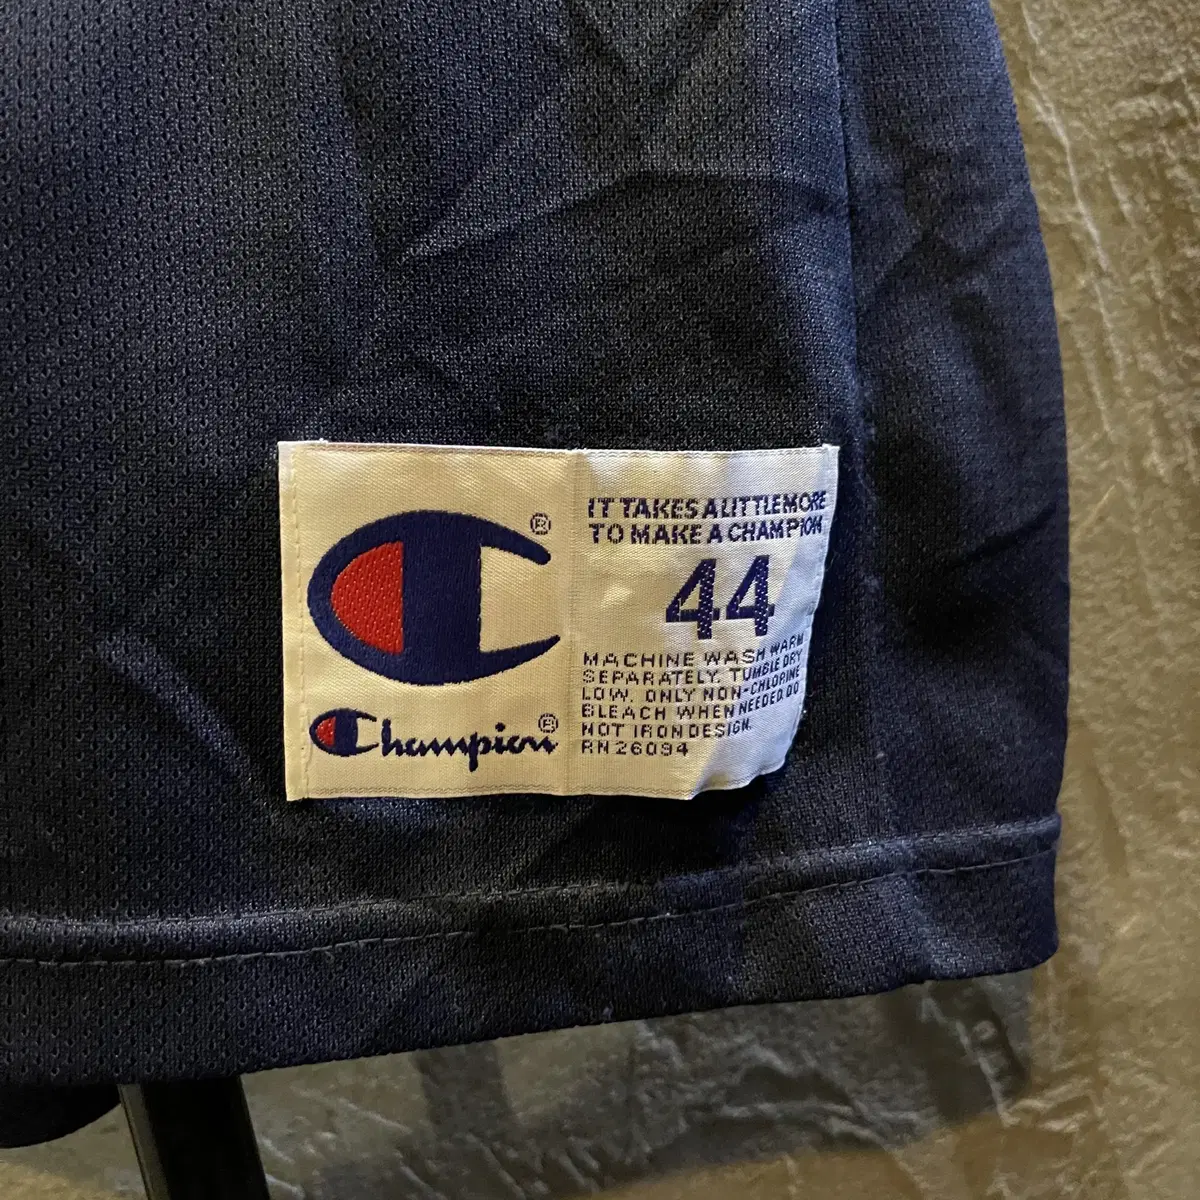 Champion
IT TAKES A LITTLE MORE
TO MAKE A CHAMPION
44
MACHINE WASH WARM
SEPARATELY. TUMBLE DRY
LOW. ONLY NON-CHLORINE
BLEACH WHEN NEEDED. DO
NOT IRON DESIGN.
RN 26094